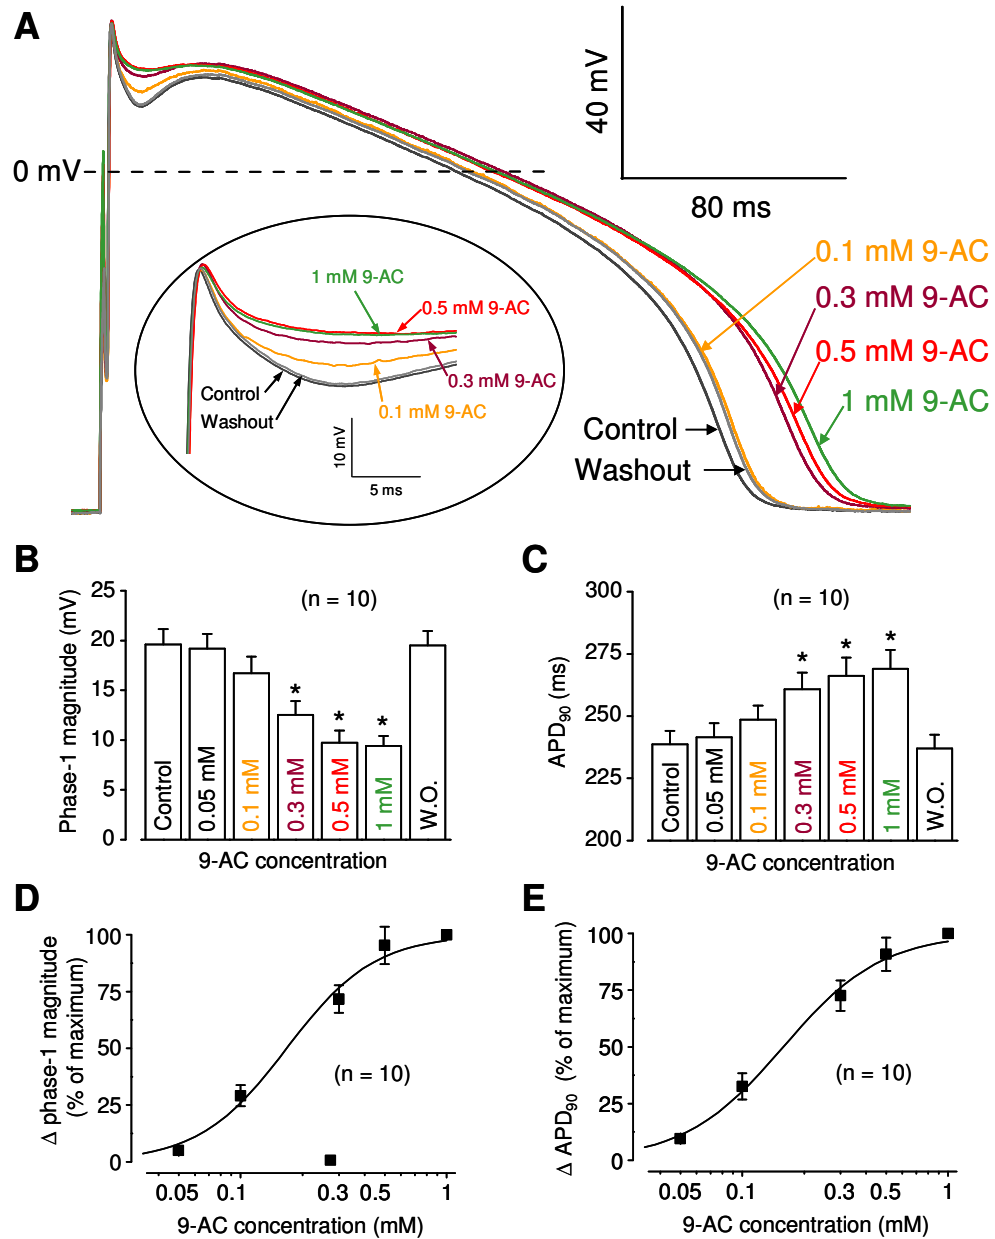 A
40 mV
0 mV
80 ms
0.1 mM 9-AC
0.3 mM 9-AC
0.5 mM 9-AC
1 mM 9-AC
Control
Washout
1 mM 9-AC
0.5 mM 9-AC
0.3 mM 9-AC
0.1 mM 9-AC
Control
Washout
10 mV
5 ms
B
(n = 10)
Phase-1 magnitude (mV)
25
20
15
10
5
0
*
*
*
Control
0.05 mM
0.1 mM
0.3 mM
0.5 mM
1 mM
W.O.
9-AC concentration
C
(n = 10)
APD90 (ms)
300
275
250
225
200
*
*
*
Control
0.05 mM
0.1 mM
0.3 mM
0.5 mM
1 mM
W.O.
9-AC concentration
D
Δ phase-1 magnitude
(% of maximum)
100
75
50
25
0
(n = 10)
0.05 0.1 0.3 0.5 1
9-AC concentration (mM)
E
Δ APD90 (% of maximum)
100
75
50
25
0
(n = 10)
0.05 0.1 0.3 0.5 1
9-AC concentration (mM)